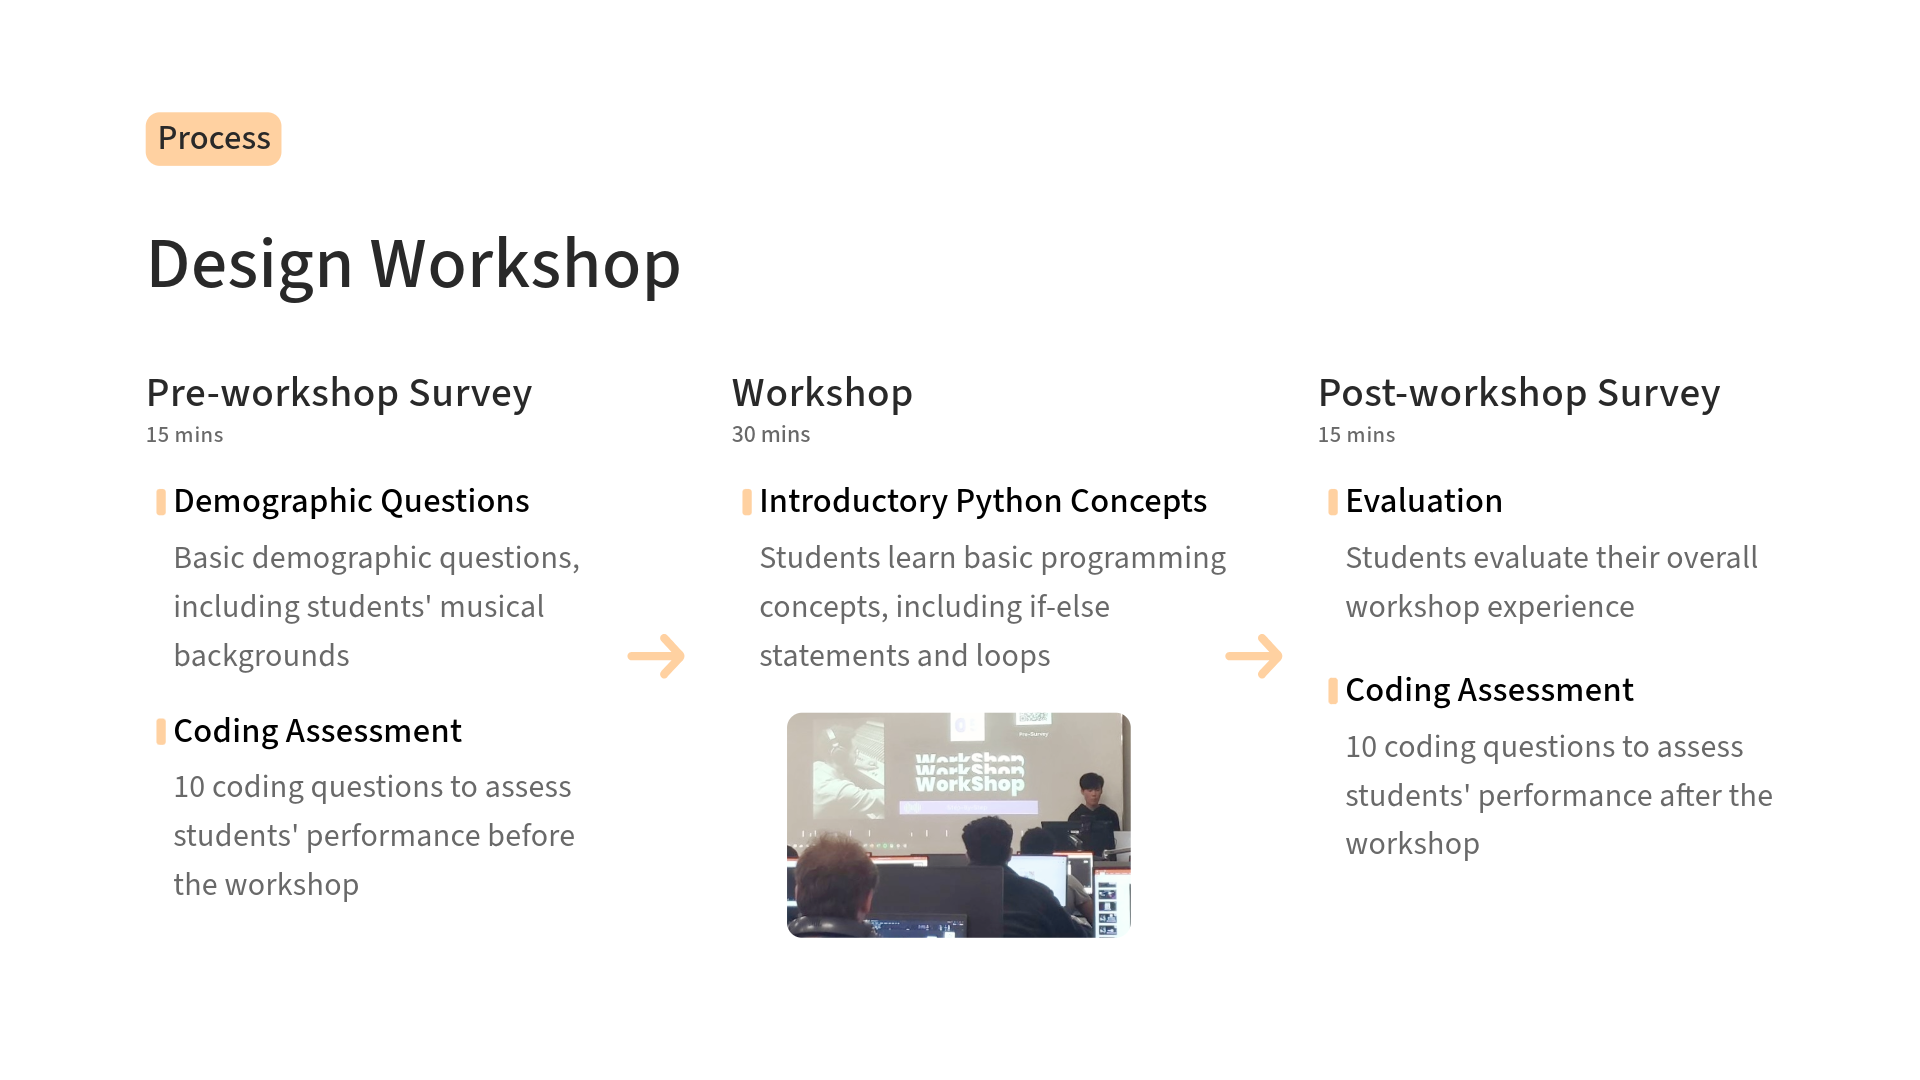 Process
Design Workshop
Pre-workshop Survey
15 mins
Demographic Questions
Basic demographic questions,
including students' musical
backgrounds
Coding Assessment
10 coding questions to assess
students' performance before
the workshop
Workshop
30 mins
Introductory Python Concepts
Students learn basic programming
concepts, including if-else
statements and loops
Pre-Survey
WorkShop
WorkShop
WorkShop
Post-workshop Survey
15 mins
Evaluation
Students evaluate their overall
workshop experience
Coding Assessment
10 coding questions to assess
students' performance after the
workshop